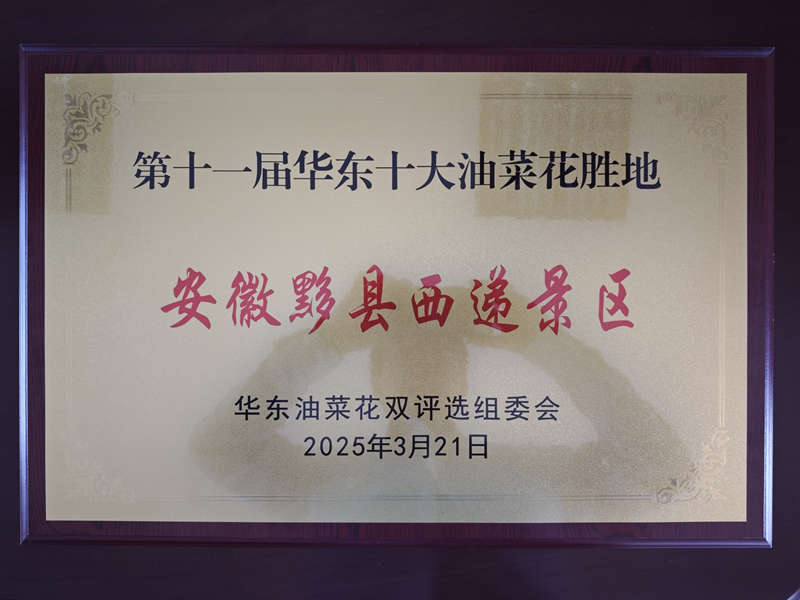 第十一届华东十大油菜花胜地
安徽黟县西递景区
华东油菜花双评选组委会
2025年3月21日